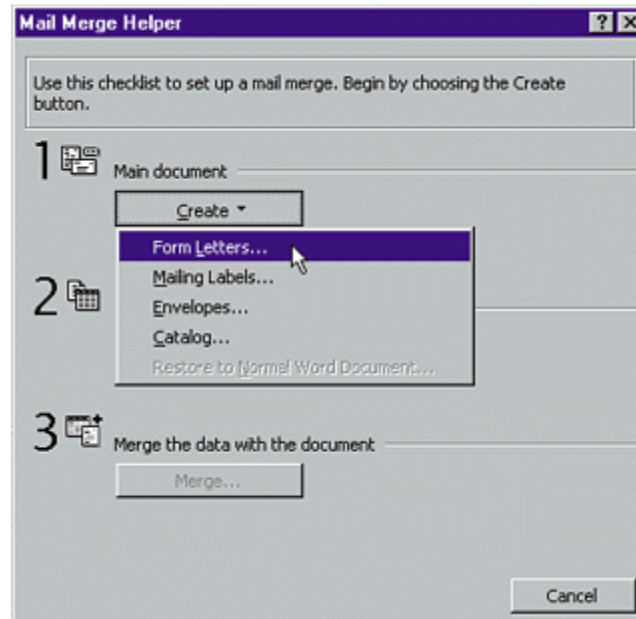 Mail Merge Helper
Use this checklist to set up a mail merge. Begin by choosing the Create
button.
1
Main document
Create
Form Letters...
Mailing Labels...
2
Envelopes...
Catalog...
Restore to Normal Word Document...
3
Merge the data with the document
Merge...
Cancel